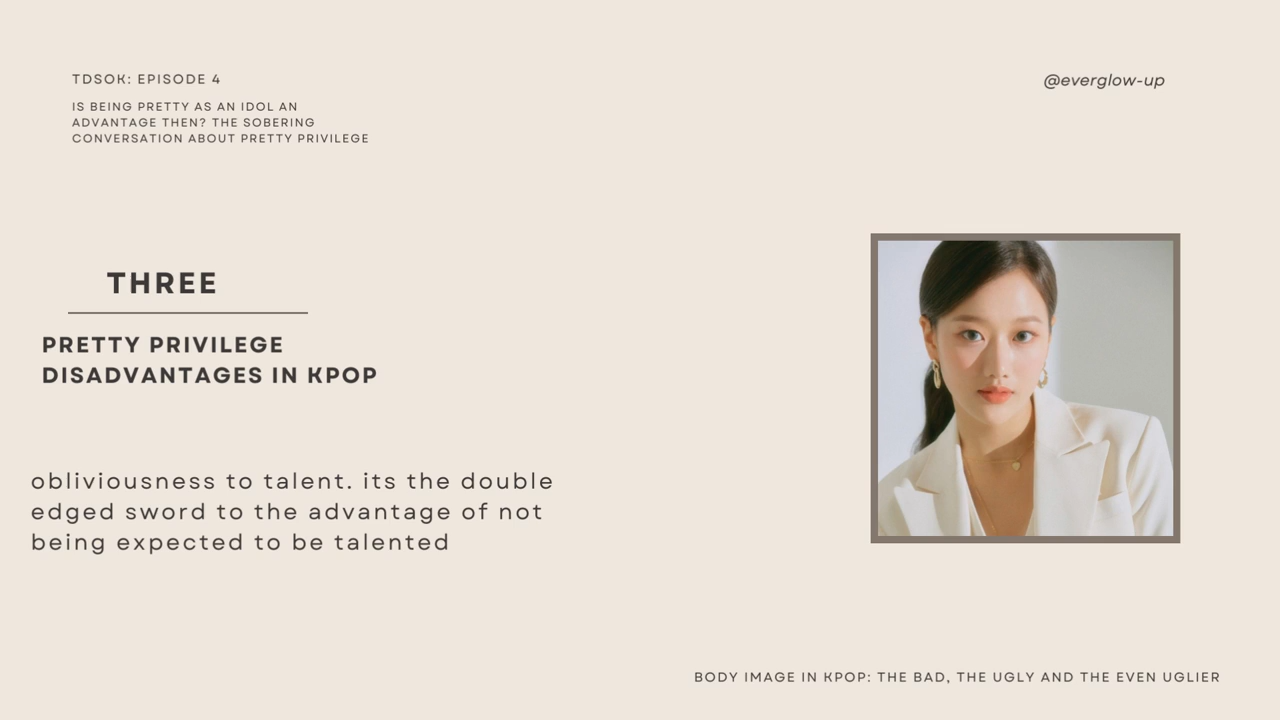 TDSOK: EPISODE 4
IS BEING PRETTY AS AN IDOL AN
ADVANTAGE THEN? THE SOBERING
CONVERSATION ABOUT PRETTY PRIVILEGE
@everglow-up
THREE
PRETTY PRIVILEGE
DISADVANTAGES IN KPOP
obliviousness to talent. its the double
edged sword to the advantage of not
being expected to be talented
BODY IMAGE IN KPOP: THE BAD, THE UGLY AND THE EVEN UGLIER